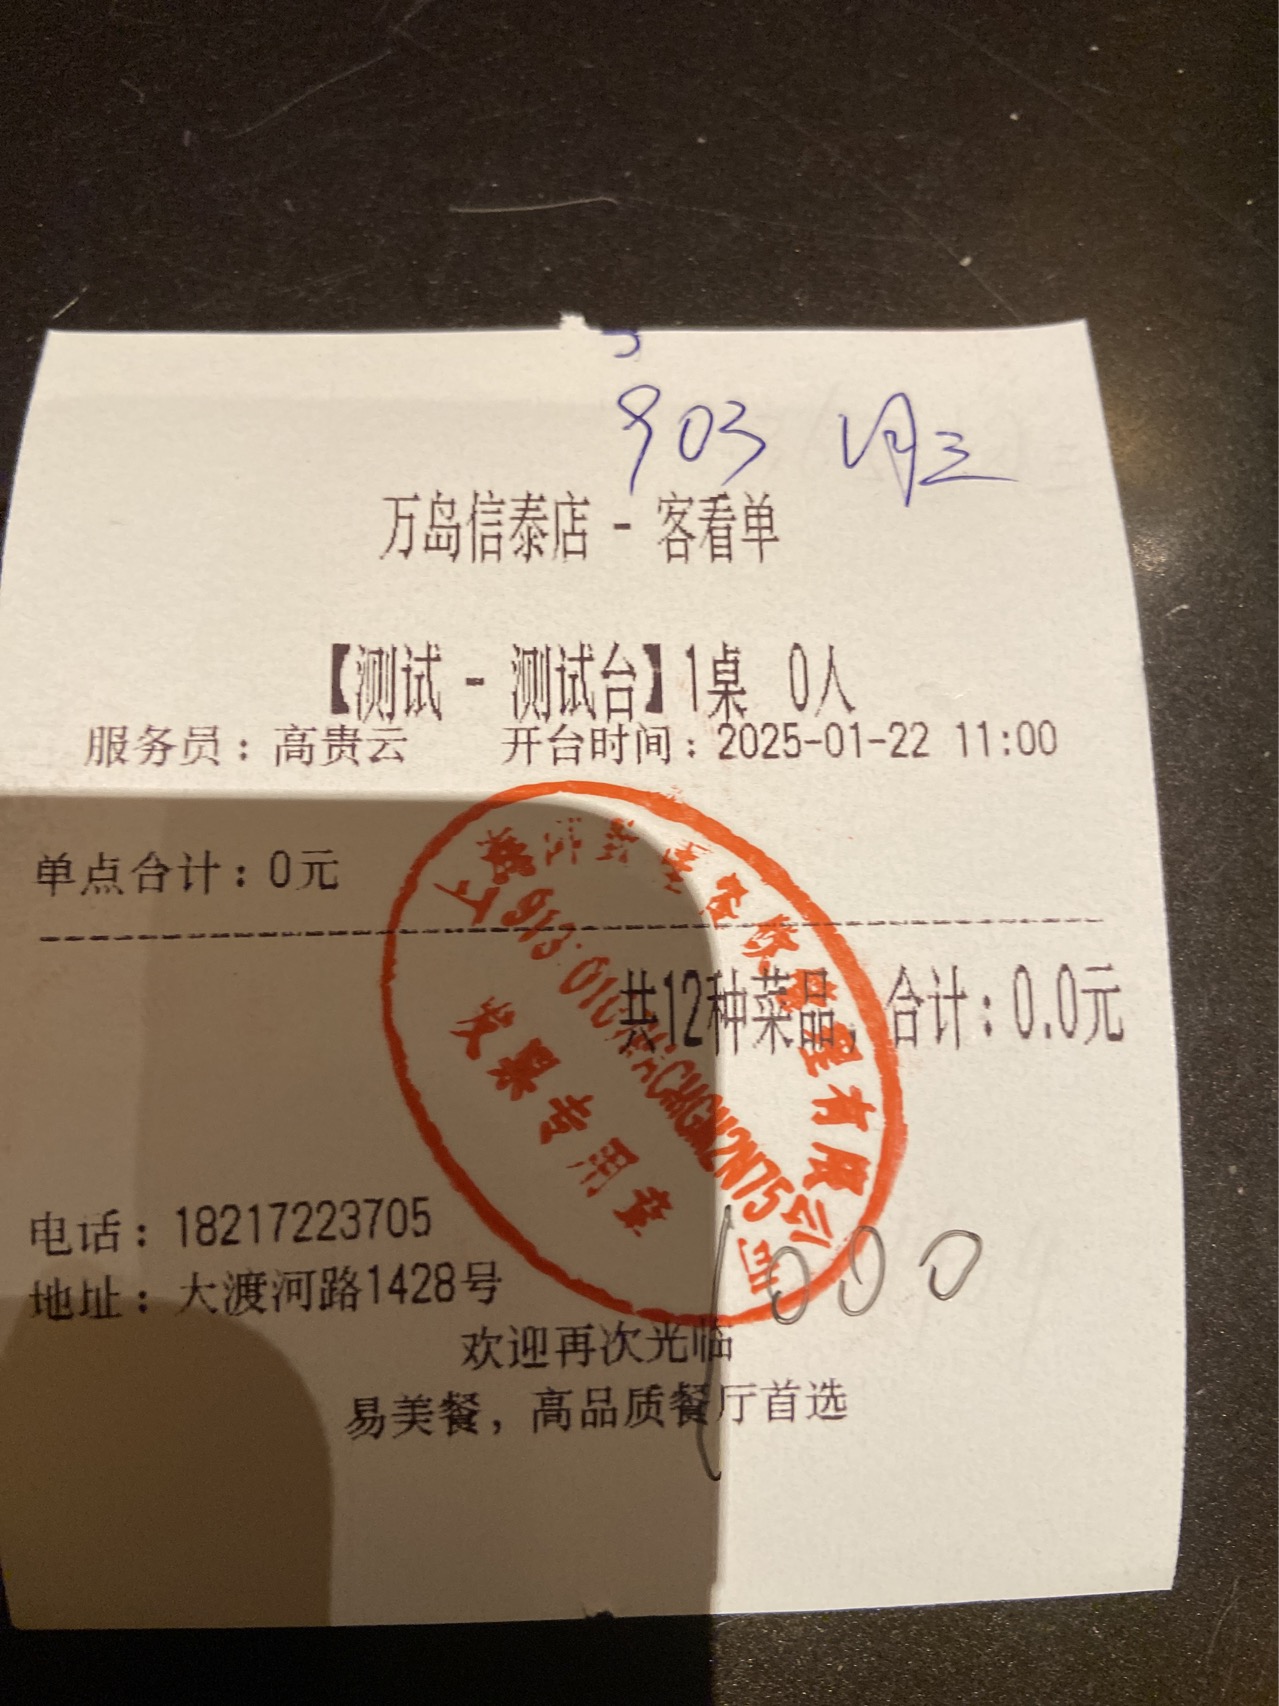 903 周三
万岛信泰店 - 客看单
【测试 - 测试台】1桌 0人
服务员：高贵云 开台时间：2025-01-22 11:00
单点合计：0元
共12种菜品，合计：0.0元
发票专用章
电话：18217223705
地址：大渡河路1428号
1000
欢迎再次光临
易美餐，高品质餐厅首选